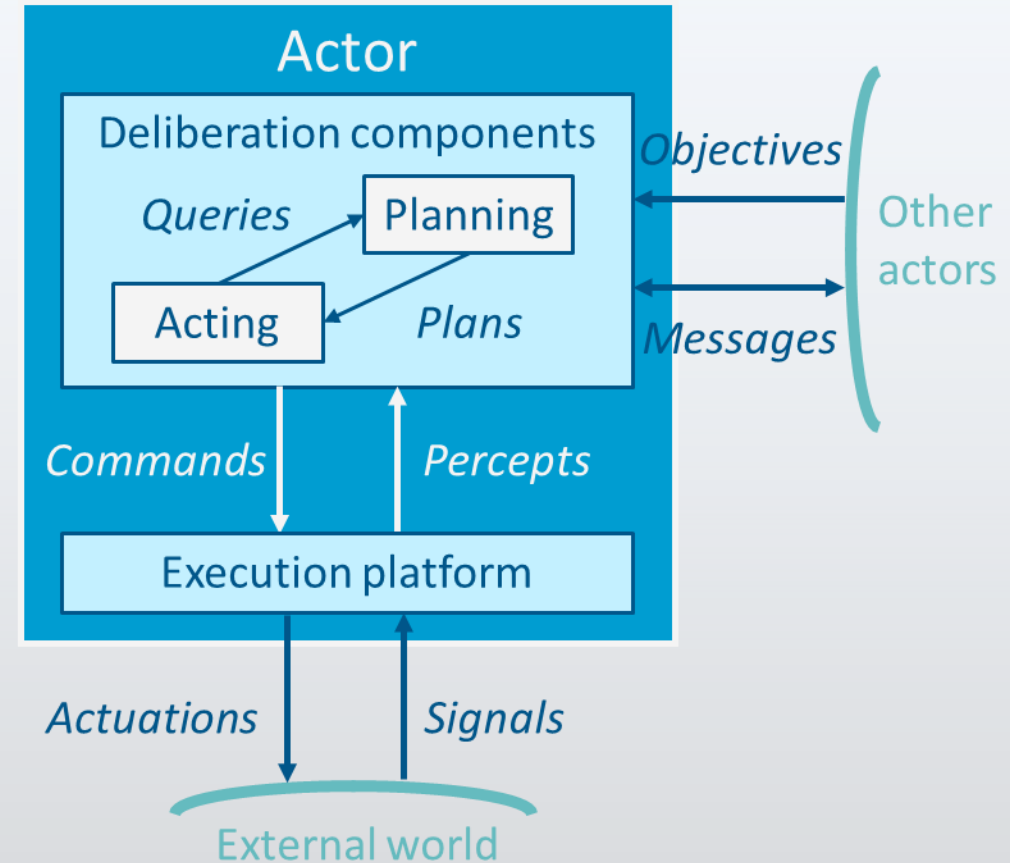 Actor
Deliberation components
Objectives
Queries
Planning
Other
actors
Acting
Plans
Messages
Commands
Percepts
Execution platform
Actuations
Signals
External world